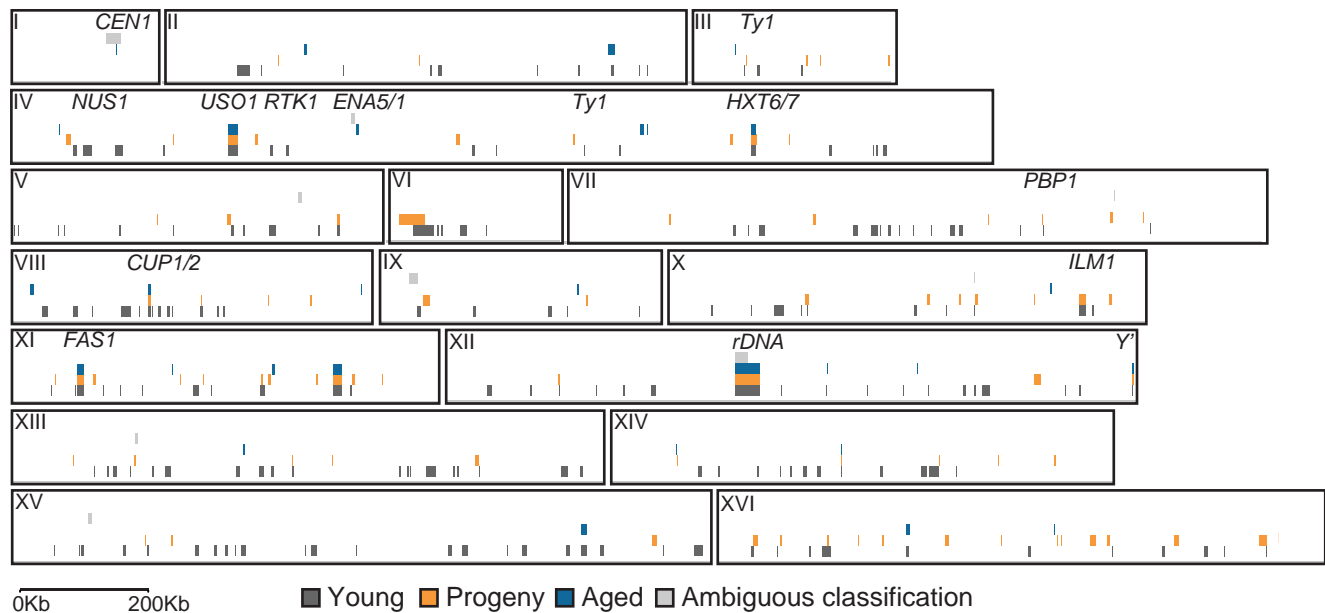 I CEN1 II III Ty1
IV NUS1 USO1 RTK1 ENA5/1 Ty1 HXT6/7
V VI VII PBP1
VIII CUP1/2 IX X ILM1
XI FAS1 XII rDNA Y'
XIII XIV
XV XVI
0Kb 200Kb Young Progeny Aged Ambiguous classification